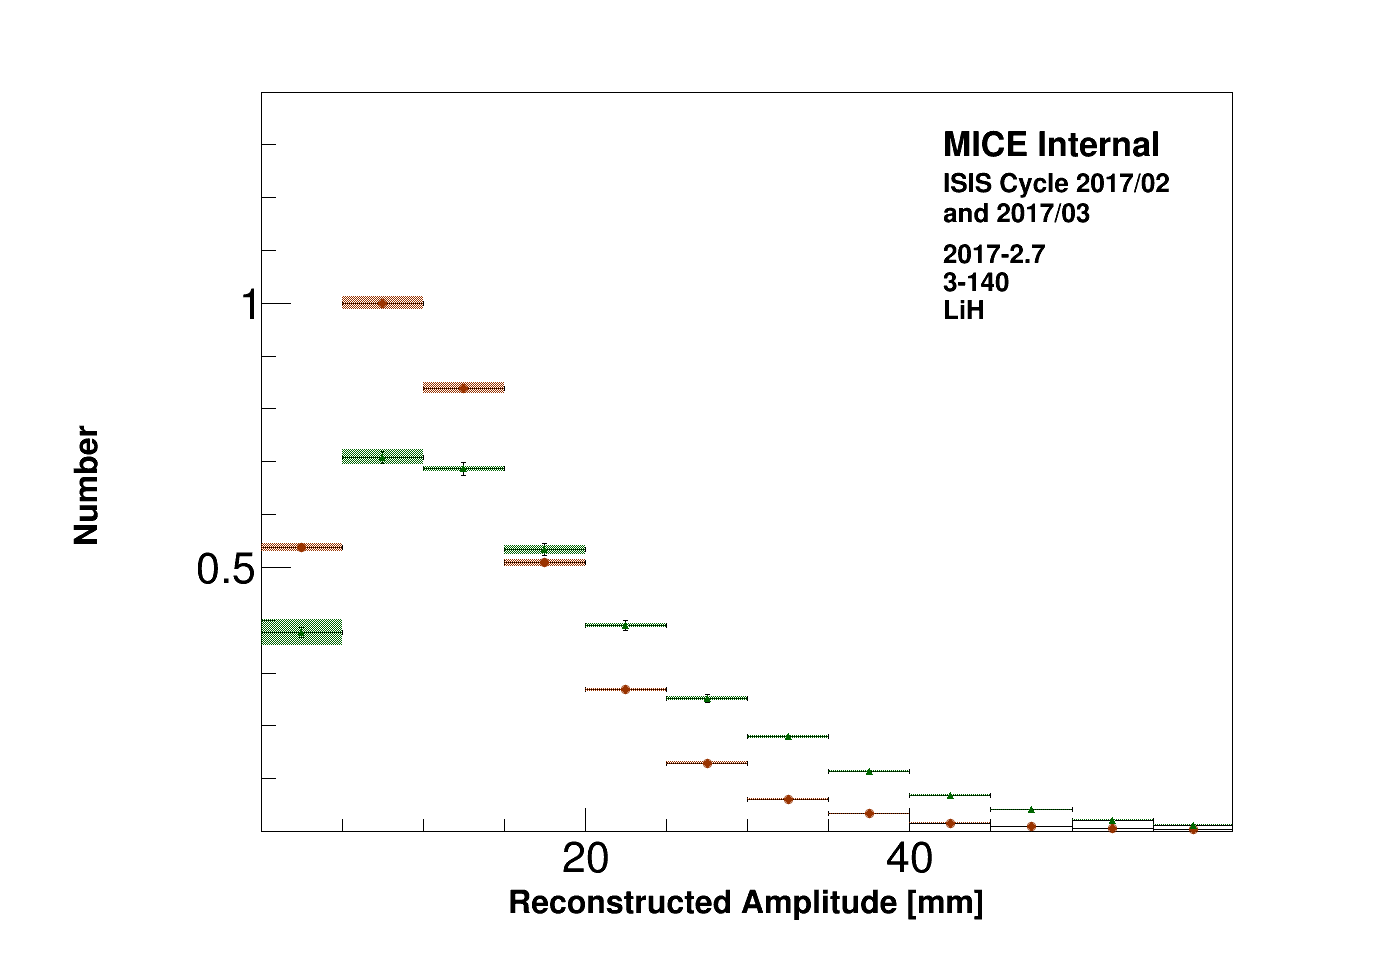 MICE Internal
ISIS Cycle 2017/02
and 2017/03
2017-2.7
3-140
LiH
1
0.5
Number
20
40
Reconstructed Amplitude [mm]